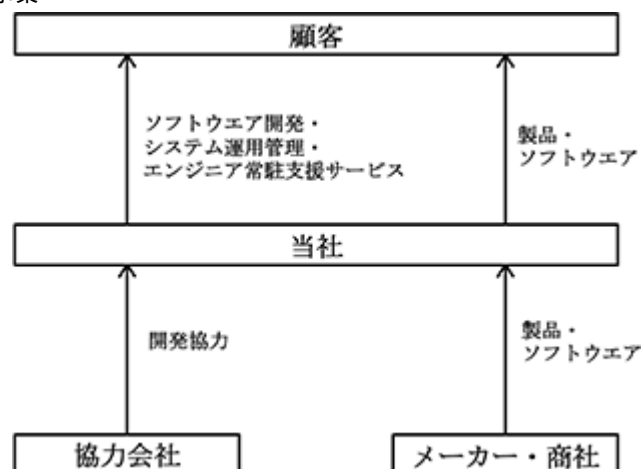 顧客
ソフトウエア開発・
システム運用管理・
エンジニア常駐支援サービス
製品・
ソフトウエア
当社
開発協力
製品・
ソフトウエア
協力会社
メーカー・商社